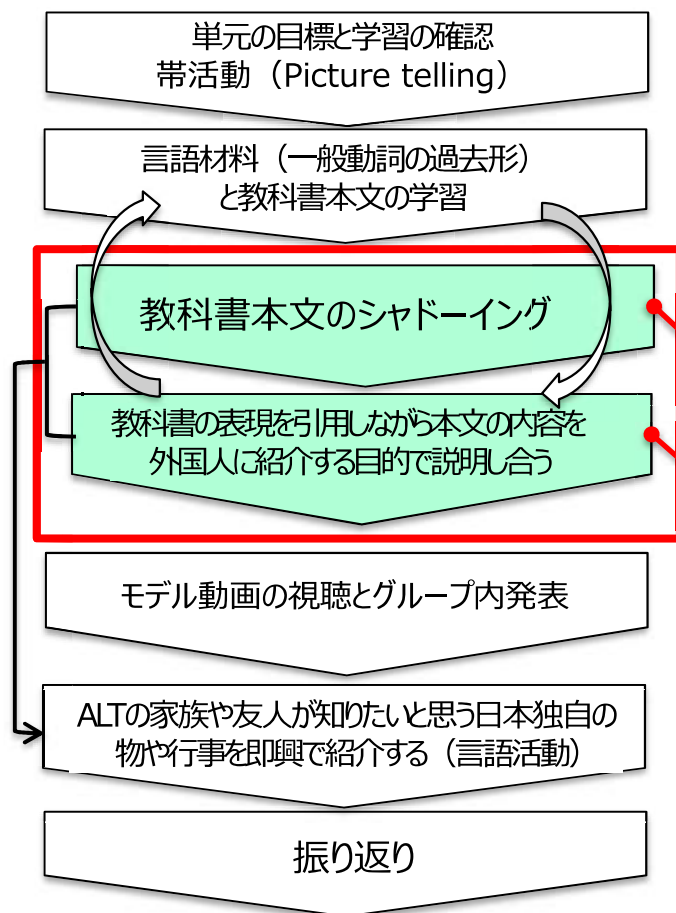 単元の目標と学習の確認
帯活動（Picture telling）
言語材料（一般動詞の過去形）
と教科書本文の学習
教科書本文のシャドーイング
教科書の表現を引用しながら本文の内容を
外国人に紹介する目的で説明し合う
モデル動画の視聴とグループ内発表
ALTの家族や友人が知りたいと思う日本独自の
物や行事を即興で紹介する（言語活動）
振り返り